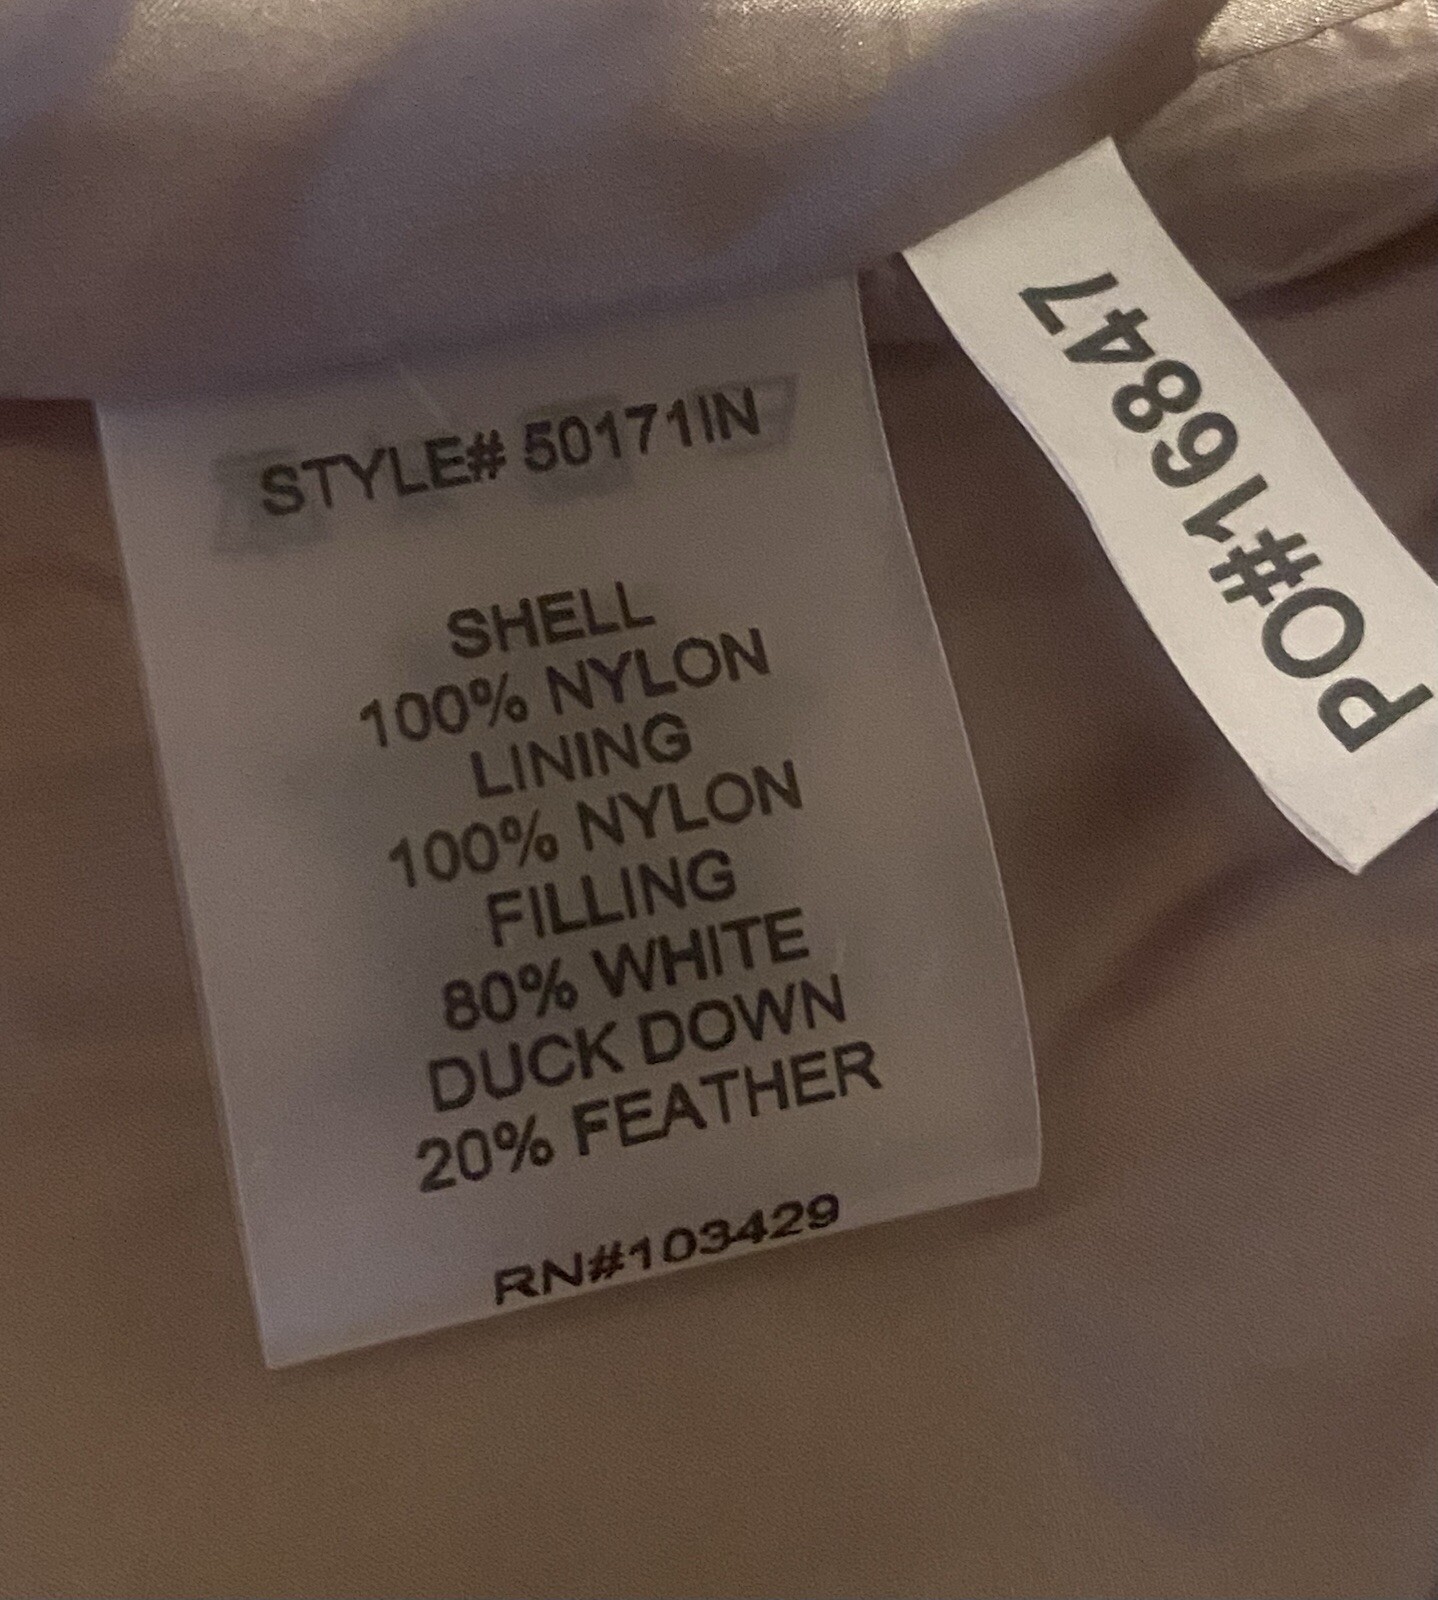 STYLE# 50171IN
SHELL
100% NYLON
LINING
100% NYLON
FILLING
80% WHITE
DUCK DOWN
20% FEATHER
RN#103429
PO#16847